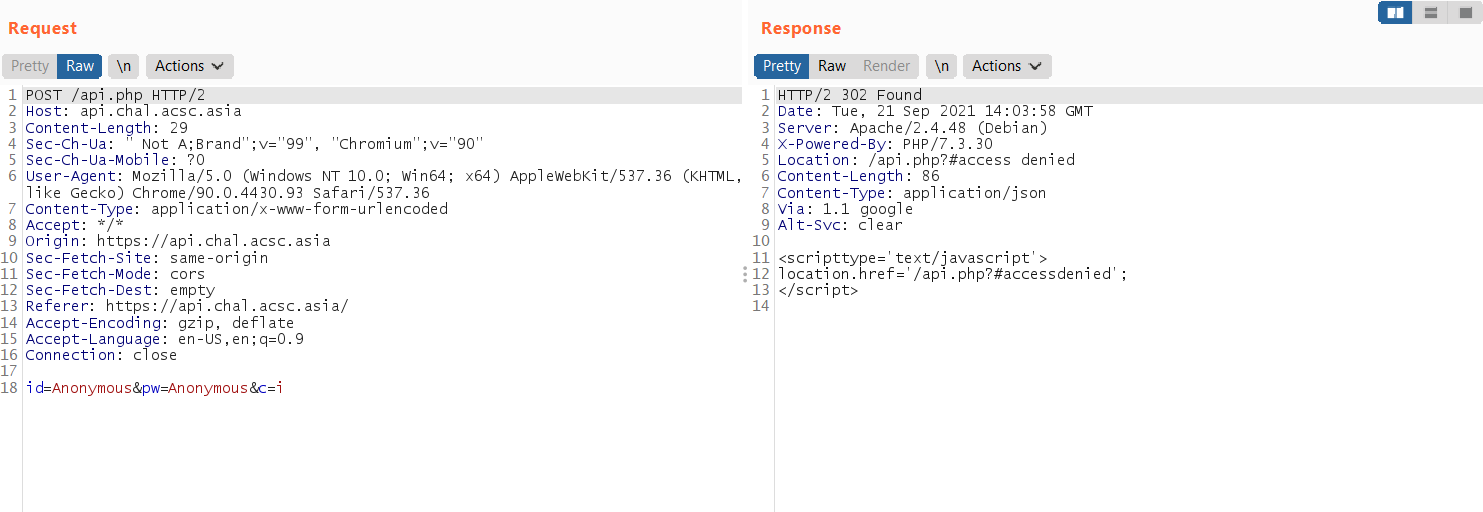 Request
Pretty Raw \n Actions
1 POST /api.php HTTP/2
2 Host: api.chal.acsc.asia
3 Content-Length: 29
4 Sec-Ch-Ua: " Not A;Brand";v="99", "Chromium";v="90"
5 Sec-Ch-Ua-Mobile: ?0
6 User-Agent: Mozilla/5.0 (Windows NT 10.0; Win64; x64) AppleWebKit/537.36 (KHTML,
like Gecko) Chrome/90.0.4430.93 Safari/537.36
7 Content-Type: application/x-www-form-urlencoded
8 Accept: */*
9 Origin: https://api.chal.acsc.asia
10 Sec-Fetch-Site: same-origin
11 Sec-Fetch-Mode: cors
12 Sec-Fetch-Dest: empty
13 Referer: https://api.chal.acsc.asia/
14 Accept-Encoding: gzip, deflate
15 Accept-Language: en-US,en;q=0.9
16 Connection: close
17
18 id=Anonymous&pw=Anonymous&c=i
Response
Pretty Raw Render \n Actions
1 HTTP/2 302 Found
2 Date: Tue, 21 Sep 2021 14:03:58 GMT
3 Server: Apache/2.4.48 (Debian)
4 X-Powered-By: PHP/7.3.30
5 Location: /api.php?#access denied
6 Content-Length: 86
7 Content-Type: application/json
8 Via: 1.1 google
9 Alt-Svc: clear
10
11 <scripttype='text/javascript'>
12 location.href='/api.php?#accessdenied';
13 </script>
14